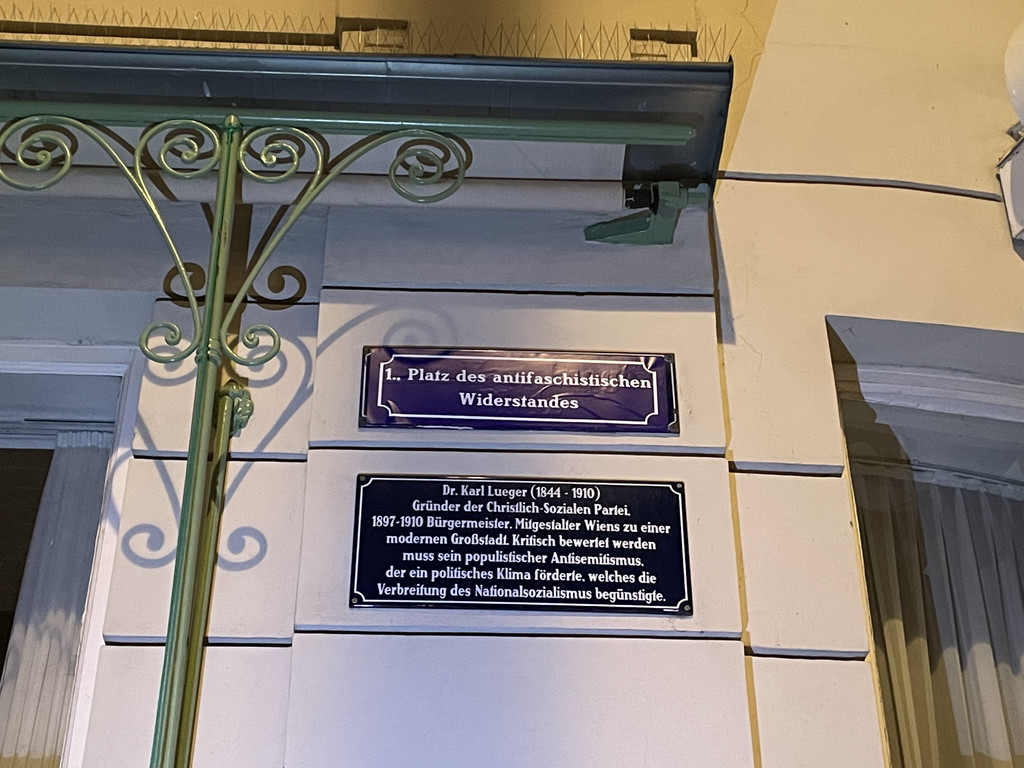 1., Platz des antifaschistischen
Widerstandes
Dr. Karl Lueger (1844 - 1910)
Gründer der Christlich-Sozialen Partei,
1897-1910 Bürgermeister. Mitgestalter Wiens zu einer
modernen Großstadt. Kritisch bewertet werden
muss sein populistischer Antisemitismus,
der ein politisches Klima förderte, welches die
Verbreitung des Nationalsozialismus begünstigte.